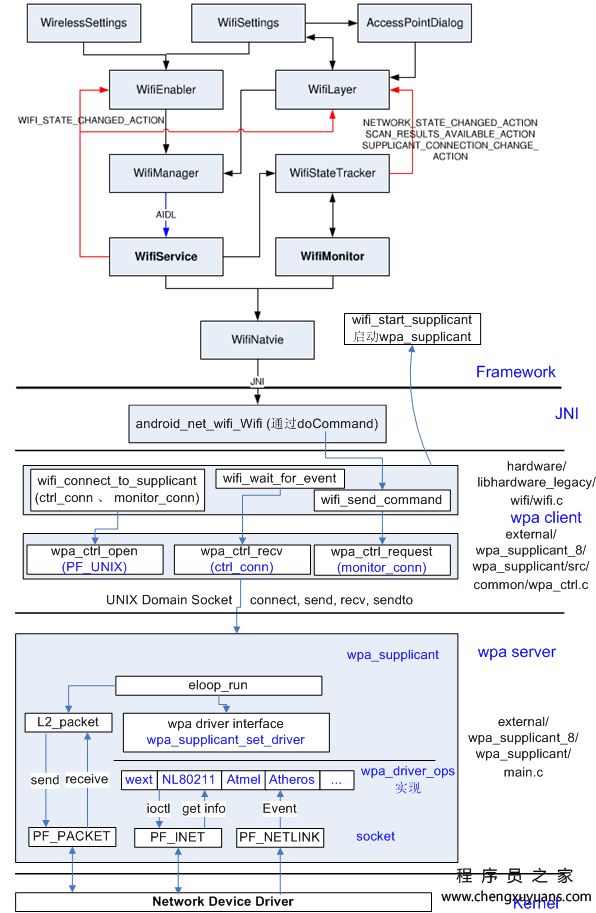 WirelessSettings
WifiSettings
AccessPointDialog
WifiEnabler
WifiLayer
WIFI_STATE_CHANGED_ACTION
NETWORK_STATE_CHANGED_ACTION
SCAN_RESULTS_AVAILABLE_ACTION
SUPPLICANT_CONNECTION_CHANGE_
ACTION
WifiManager
WifiStateTracker
AIDL
WifiService
WifiMonitor
WifiNatvie
wifi_start_supplicant
启动wpa_supplicant
Framework
JNI
JNI
android_net_wifi_Wifi (通过doCommand)
wifi_connect_to_supplicant
(ctrl_conn 、 monitor_conn)
wifi_wait_for_event
wifi_send_command
hardware/
libhardware_legacy/
wifi/wifi.c
wpa client
wpa_ctrl_open
(PF_UNIX)
wpa_ctrl_recv
(ctrl_conn)
wpa_ctrl_request
(monitor_conn)
external/
wpa_supplicant_8/
wpa_supplicant/src/
common/wpa_ctrl.c
UNIX Domain Socket connect, send, recv, sendto
wpa_supplicant
wpa server
eloop_run
L2_packet
wpa driver interface
wpa_supplicant_set_driver
external/
wpa_supplicant_8/
wpa_supplicant/
main.c
send
receive
wext
NL80211
Atmel
Atheros
...
wpa_driver_ops
实现
ioctl
get info
Event
PF_PACKET
PF_INET
PF_NETLINK
socket
Network Device Driver
Kernel
程序员之家
www.chengxuyuans.com